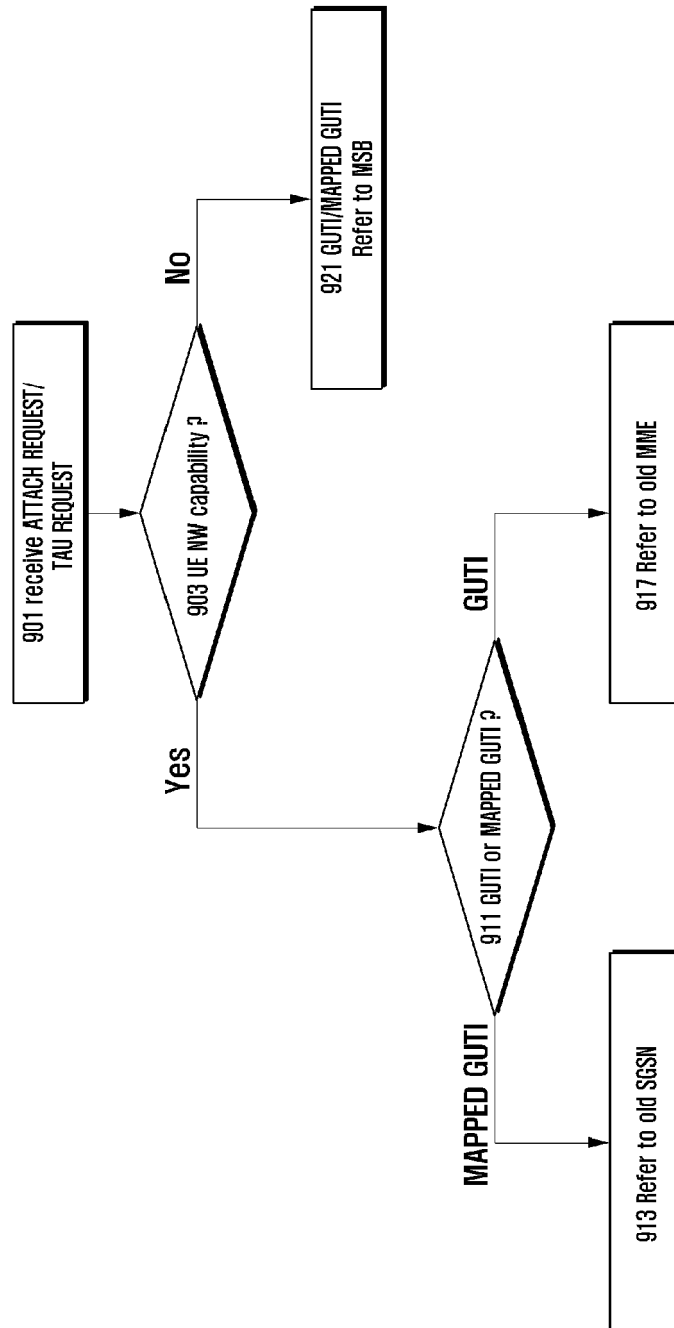 901 receive ATTACH REQUEST/
TAU REQUEST
903 UE NW capability ?
Yes
No
921 GUTI/MAPPED GUTI
Refer to MSB
911 GUTI or MAPPED GUTI ?
MAPPED GUTI
GUTI
913 Refer to old SGSN
917 Refer to old MME